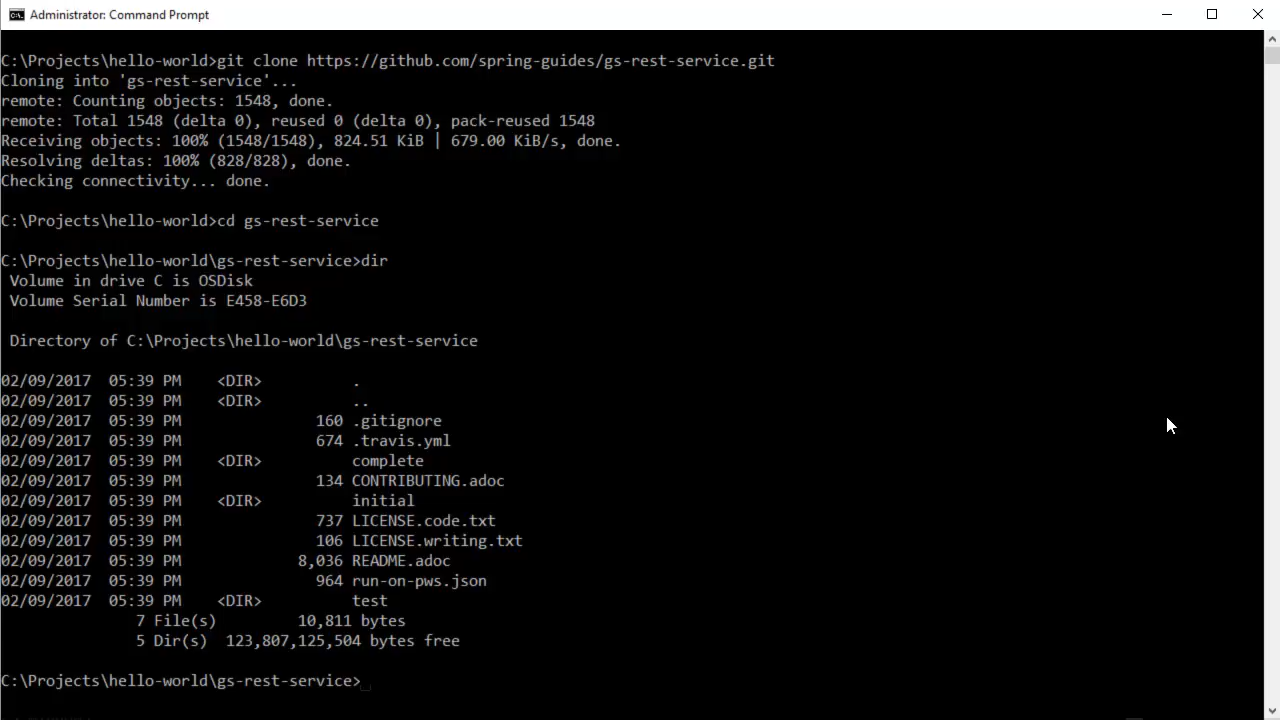 Administrator: Command Prompt
C:\Projects\hello-world>git clone https://github.com/spring-guides/gs-rest-service.git
Cloning into 'gs-rest-service'...
remote: Counting objects: 1548, done.
remote: Total 1548 (delta 0), reused 0 (delta 0), pack-reused 1548
Receiving objects: 100% (1548/1548), 824.51 KiB | 679.00 KiB/s, done.
Resolving deltas: 100% (828/828), done.
Checking connectivity... done.
C:\Projects\hello-world>cd gs-rest-service
C:\Projects\hello-world\gs-rest-service>dir
Volume in drive C is OSDisk
Volume Serial Number is E458-E6D3
Directory of C:\Projects\hello-world\gs-rest-service
02/09/2017  05:39 PM    <DIR>          .
02/09/2017  05:39 PM    <DIR>          ..
02/09/2017  05:39 PM               160 .gitignore
02/09/2017  05:39 PM               674 .travis.yml
02/09/2017  05:39 PM    <DIR>          complete
02/09/2017  05:39 PM               134 CONTRIBUTING.adoc
02/09/2017  05:39 PM    <DIR>          initial
02/09/2017  05:39 PM               737 LICENSE.code.txt
02/09/2017  05:39 PM               106 LICENSE.writing.txt
02/09/2017  05:39 PM             8,036 README.adoc
02/09/2017  05:39 PM               964 run-on-pws.json
02/09/2017  05:39 PM    <DIR>          test
7 File(s)         10,811 bytes
5 Dir(s)  123,807,125,504 bytes free
C:\Projects\hello-world\gs-rest-service>